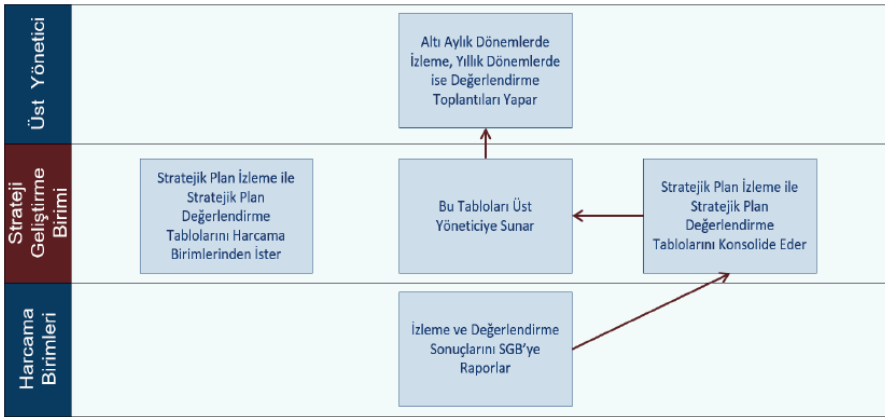 Üst Yönetici
Altı Aylık Dönemlerde
İzleme, Yıllık Dönemlerde
ise Değerlendirme
Toplantıları Yapar
Strateji
Geliştirme
Birimi
Stratejik Plan İzleme ile
Stratejik Plan
Değerlendirme
Tablolarını Harcama
Birimlerinden İster
Bu Tabloları Üst
Yöneticiye Sunar
Stratejik Plan İzleme ile
Stratejik Plan
Değerlendirme
Tablolarını Konsolide Eder
Harcama
Birimleri
İzleme ve Değerlendirme
Sonuçlarını SGB'ye
Raporlar